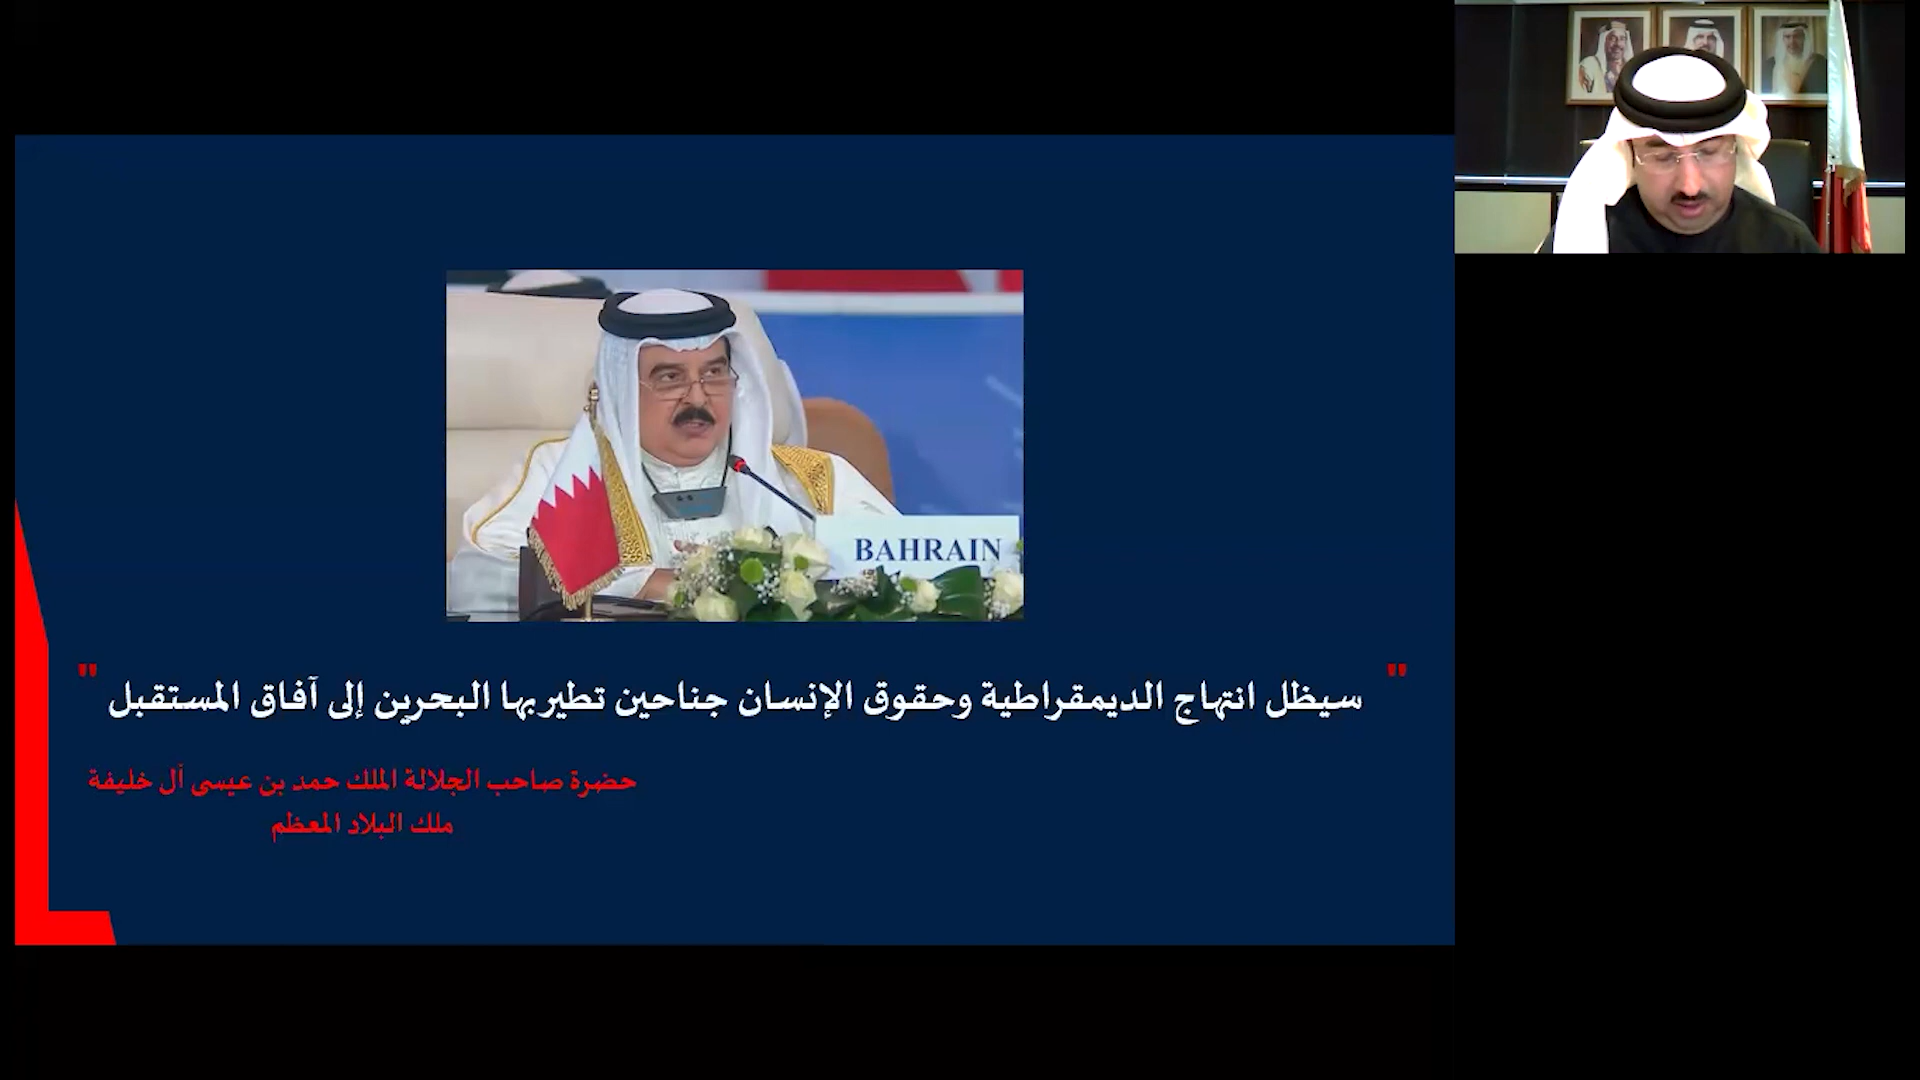 BAHRAIN
" سيظل انتهاج الديمقراطية وحقوق الإنسان جناحين تطير بها البحرين إلى آفاق المستقبل "
حضرة صاحب الجلالة الملك حمد بن عيسى آل خليفة
ملك البلاد المعظم